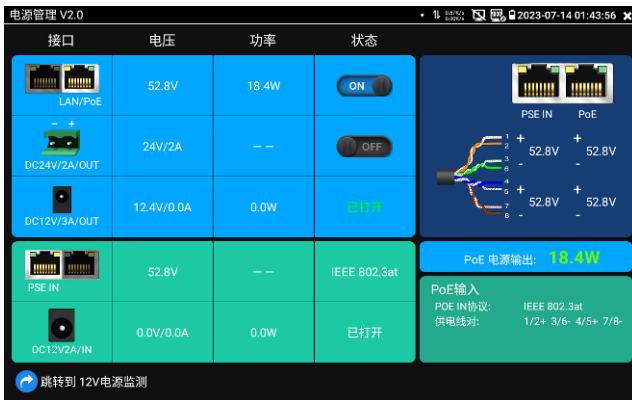 电源管理 V2.0
2023-07-14 01:43:56
接口 电压 功率 状态
LAN/PoE 52.8V 18.4W ON
- +
DC24V/2A/OUT 24V/2A -- OFF
DC12V/3A/OUT 12.4V/0.0A 0.0W 已打开
PSE IN 52.8V -- IEEE 802.3at
DC12V2A/IN 0.0V/0.0A 0.0W 已打开
PSE IN PoE
1 + +
2 52.8V 52.8V
3
6 - -
4
5 + +
7 52.8V 52.8V
8 - -
PoE 电源输出: 18.4W
PoE输入
POE IN协议: IEEE 802.3at
供电线对: 1/2+ 3/6- 4/5+ 7/8-
跳转到 12V电源监测